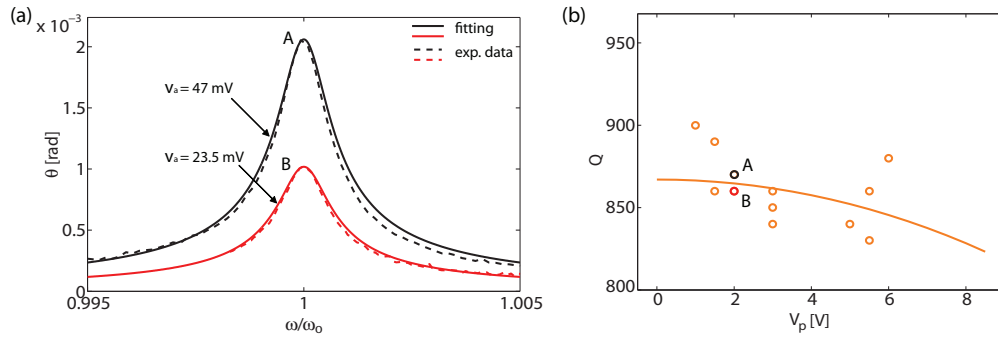 (a)
x 10⁻³
2
1.5
1
0.5
0
θ [rad]
0.995
1
1.005
ω/ω₀
A
B
vₐ = 47 mV
vₐ = 23.5 mV
fitting
exp. data
(b)
950
900
850
800
Q
0
2
4
6
8
Vₚ [V]
A
B